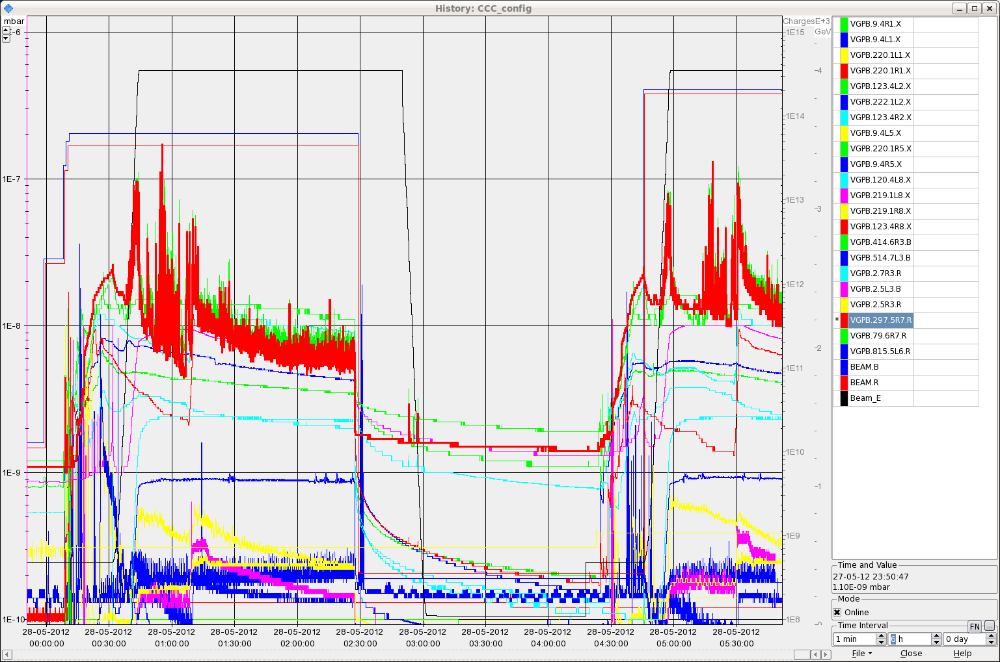 History: CCC_config
mbar
1E-7
1E-8
1E-9
1E-10
28-05-2012 28-05-2012 28-05-2012 28-05-2012 28-05-2012 28-05-2012 28-05-2012 28-05-2012 28-05-2012 28-05-2012 28-05-2012 28-05-2012
00:00:00 00:30:00 01:00:00 01:30:00 02:00:00 02:30:00 03:00:00 03:30:00 04:00:00 04:30:00 05:00:00 05:30:00
ChargesE+3
GeV
1E15
1E14
1E13
1E12
1E11
1E10
1E9
1E8
4
3
2
1
0
VGPB.9.4R1.X
VGPB.9.4L1.X
VGPB.220.1L1.X
VGPB.220.1R1.X
VGPB.123.4L2.X
VGPB.222.1L2.X
VGPB.123.4R2.X
VGPB.9.4L5.X
VGPB.220.1R5.X
VGPB.9.4R5.X
VGPB.120.4L8.X
VGPB.219.1L8.X
VGPB.219.1R8.X
VGPB.123.4R8.X
VGPB.414.6R3.B
VGPB.514.7L3.B
VGPB.2.7R3.R
VGPB.2.5L3.B
VGPB.2.5R3.R
* VGPB.297.5R7.R
VGPB.79.6R7.R
VGPB.815.5L6.R
BEAM.B
BEAM.R
Beam_E
Time and Value
27-05-12 23:50:47
1.10E-09 mbar
Mode
Online
Time Interval FN ...
1 min 6 h 0 day
File Close Help